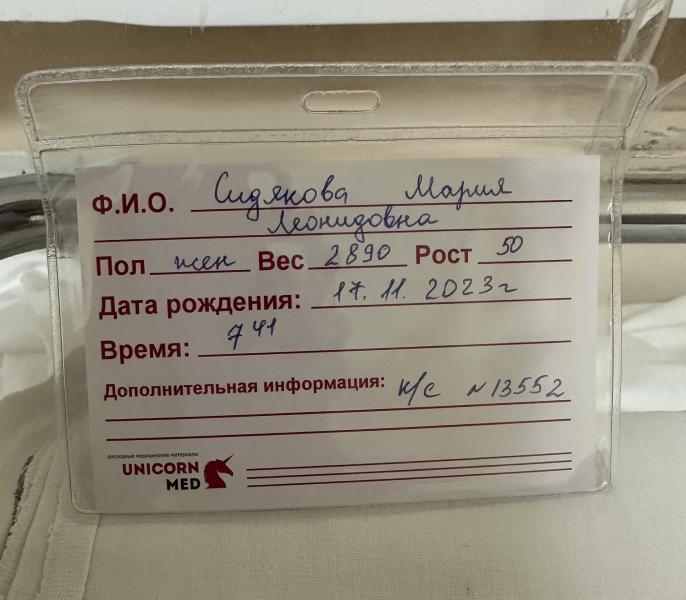 Ф.И.О. Сидякова Мария
Леонидовна
Пол жен Вес 2890 Рост 50
Дата рождения: 17.11.2023г
Время: 7 41
Дополнительная информация: н/с № 13552
расходные медицинские материалы
UNICORN
MED